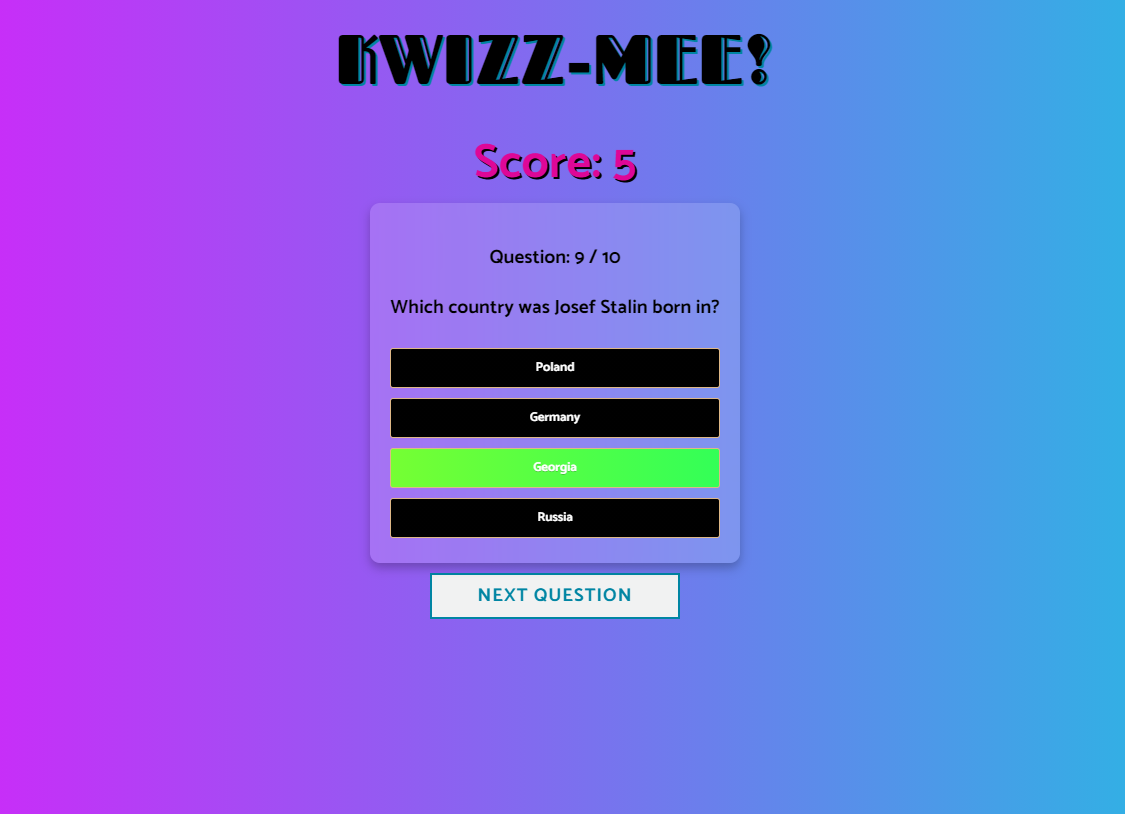 KWIZZ-MEE!
Score: 5
Question: 9 / 10
Which country was Josef Stalin born in?
Poland
Germany
Georgia
Russia
NEXT QUESTION